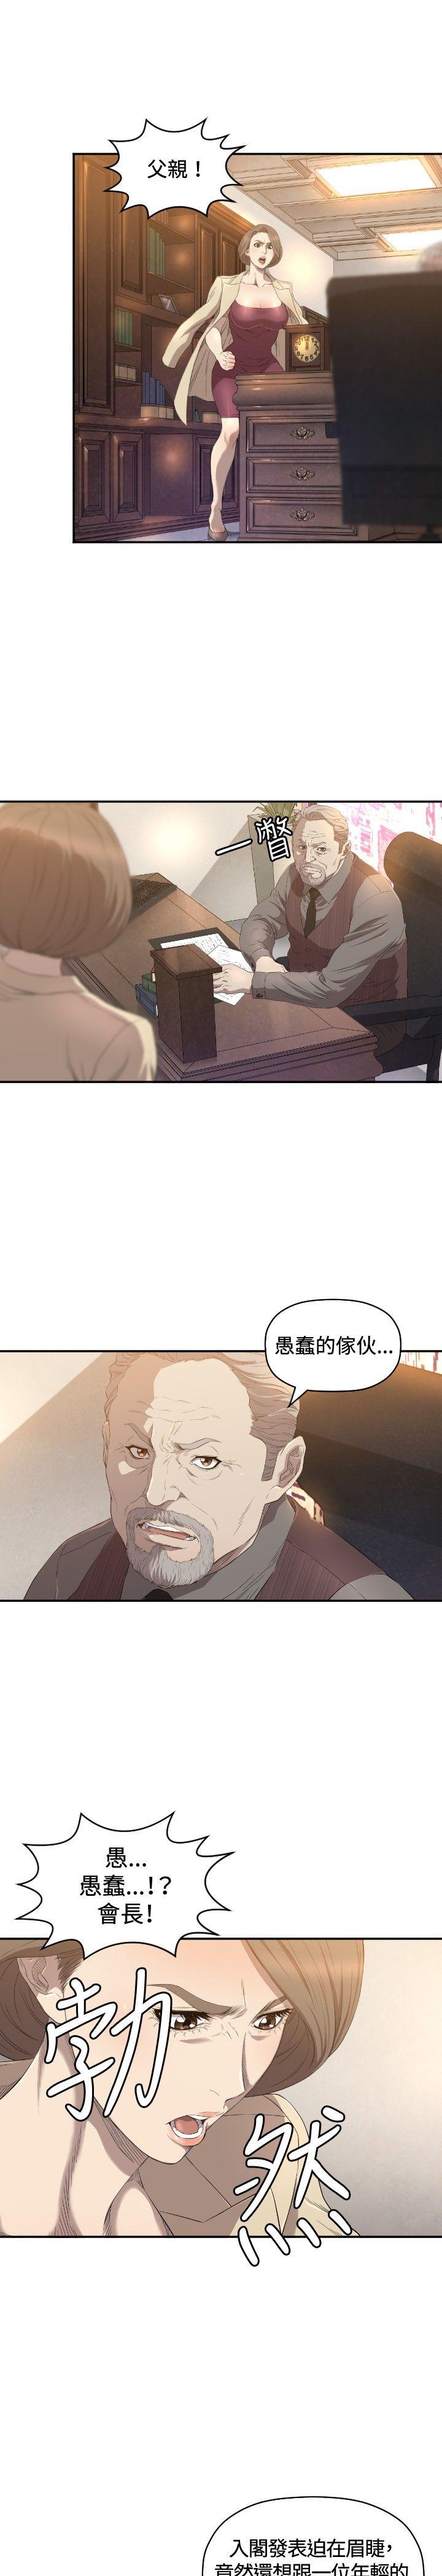 父親！
一瞥
愚蠢的傢伙...
愚...
愚蠢...!?
會長!
勃
然
入閣發表迫在眉睫，
竟然還想跟一位年輕的